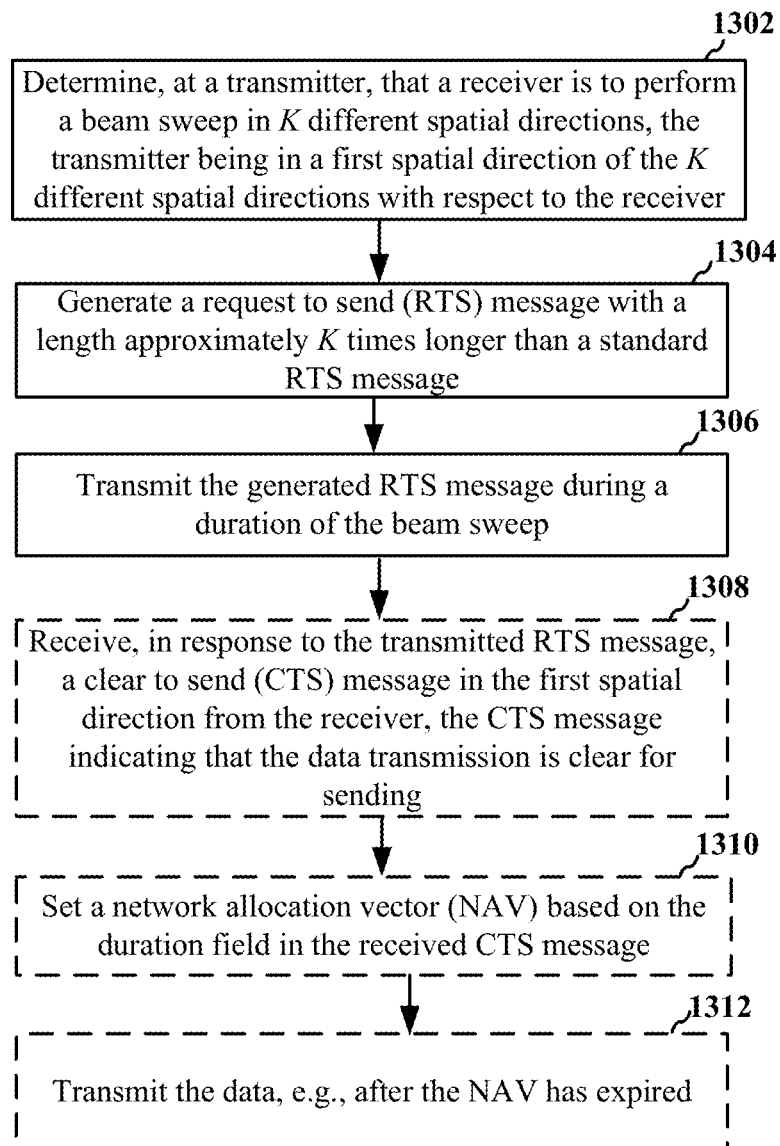 1302
Determine, at a transmitter, that a receiver is to perform
a beam sweep in K different spatial directions, the
transmitter being in a first spatial direction of the K
different spatial directions with respect to the receiver
1304
Generate a request to send (RTS) message with a
length approximately K times longer than a standard
RTS message
1306
Transmit the generated RTS message during a
duration of the beam sweep
1308
Receive, in response to the transmitted RTS message,
a clear to send (CTS) message in the first spatial
direction from the receiver, the CTS message
indicating that the data transmission is clear for
sending
1310
Set a network allocation vector (NAV) based on the
duration field in the received CTS message
1312
Transmit the data, e.g., after the NAV has expired